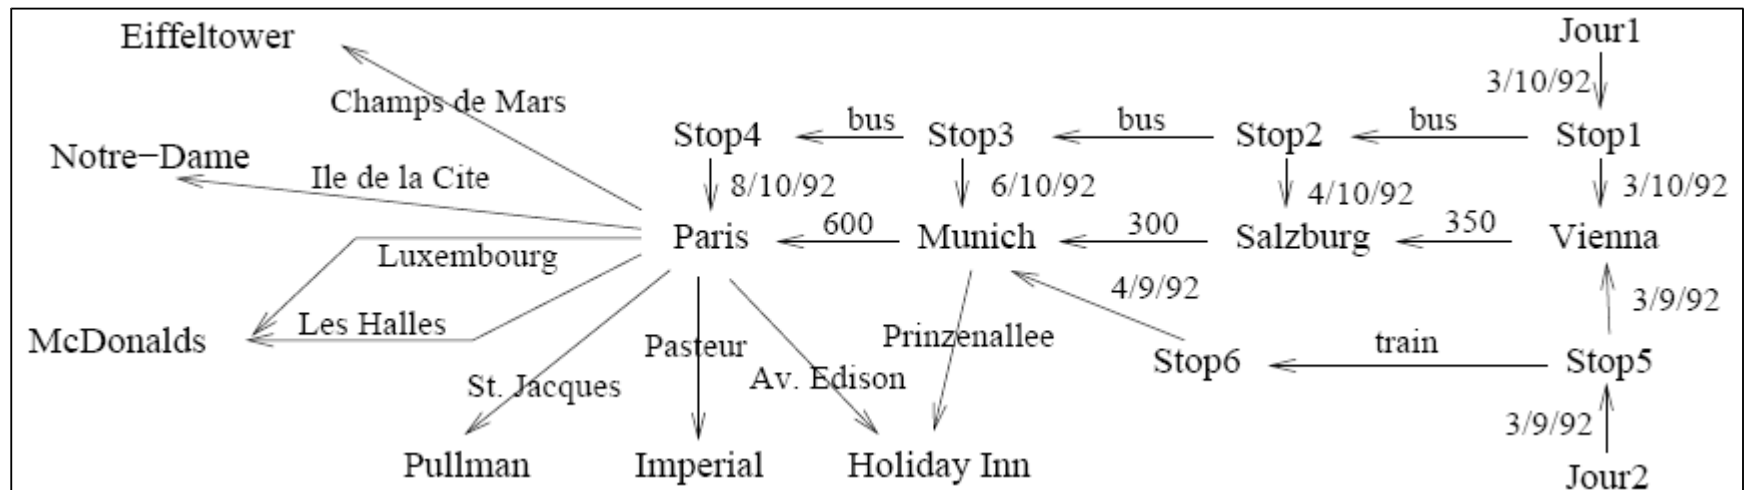 Eiffeltower
Jour1
3/10/92
Champs de Mars
Stop4
bus
Stop3
bus
Stop2
bus
Stop1
Notre-Dame
Ile de la Cite
8/10/92
6/10/92
4/10/92
3/10/92
Paris
600
Munich
300
Salzburg
350
Vienna
Luxembourg
4/9/92
3/9/92
McDonalds
Les Halles
Pasteur
Prinzenallee
Stop6
train
Stop5
St. Jacques
Av. Edison
3/9/92
Pullman
Imperial
Holiday Inn
Jour2